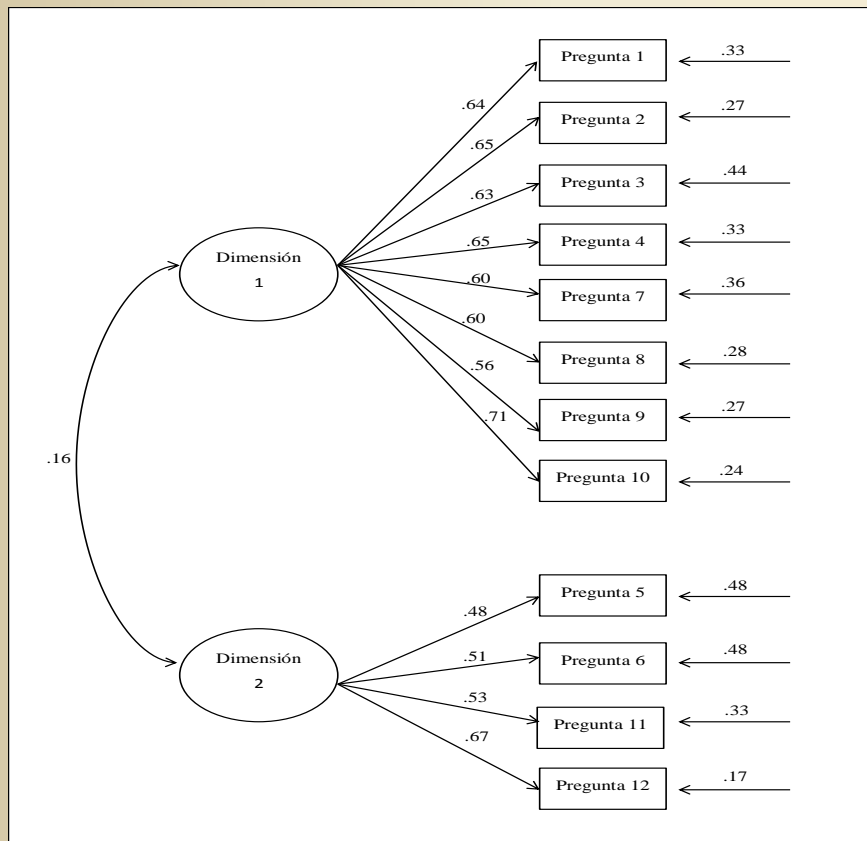 Pregunta 1
.33
.64
Pregunta 2
.27
.65
Pregunta 3
.44
.63
Pregunta 4
.33
.65
Dimensión
1
Pregunta 7
.36
.60
Pregunta 8
.28
.60
Pregunta 9
.27
.56
Pregunta 10
.24
.71
.16
Pregunta 5
.48
.48
Pregunta 6
.48
.51
Dimensión
2
Pregunta 11
.33
.53
Pregunta 12
.17
.67